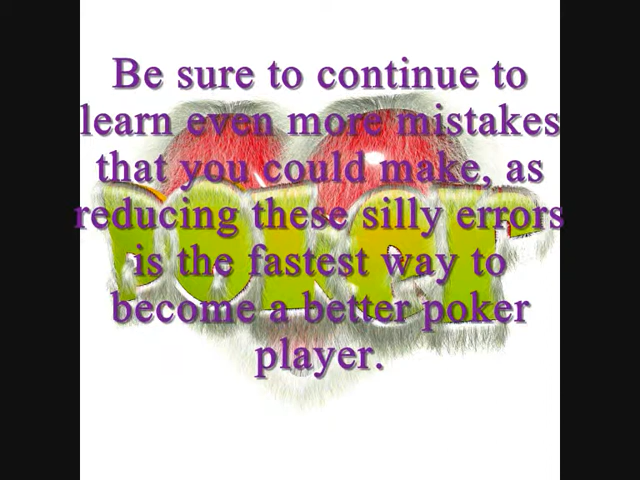 Be sure to continue to
learn even more mistakes
that you could make, as
reducing these silly errors
is the fastest way to
become a better poker
player.
poker